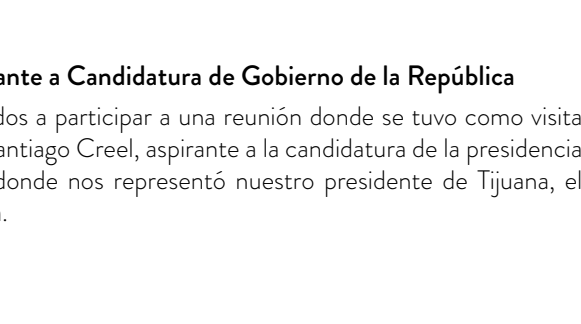 ante a Candidatura de Gobierno de la República
dos a participar a una reunión donde se tuvo como visita
antiago Creel, aspirante a la candidatura de la presidencia
donde nos representó nuestro presidente de Tijuana, el
.